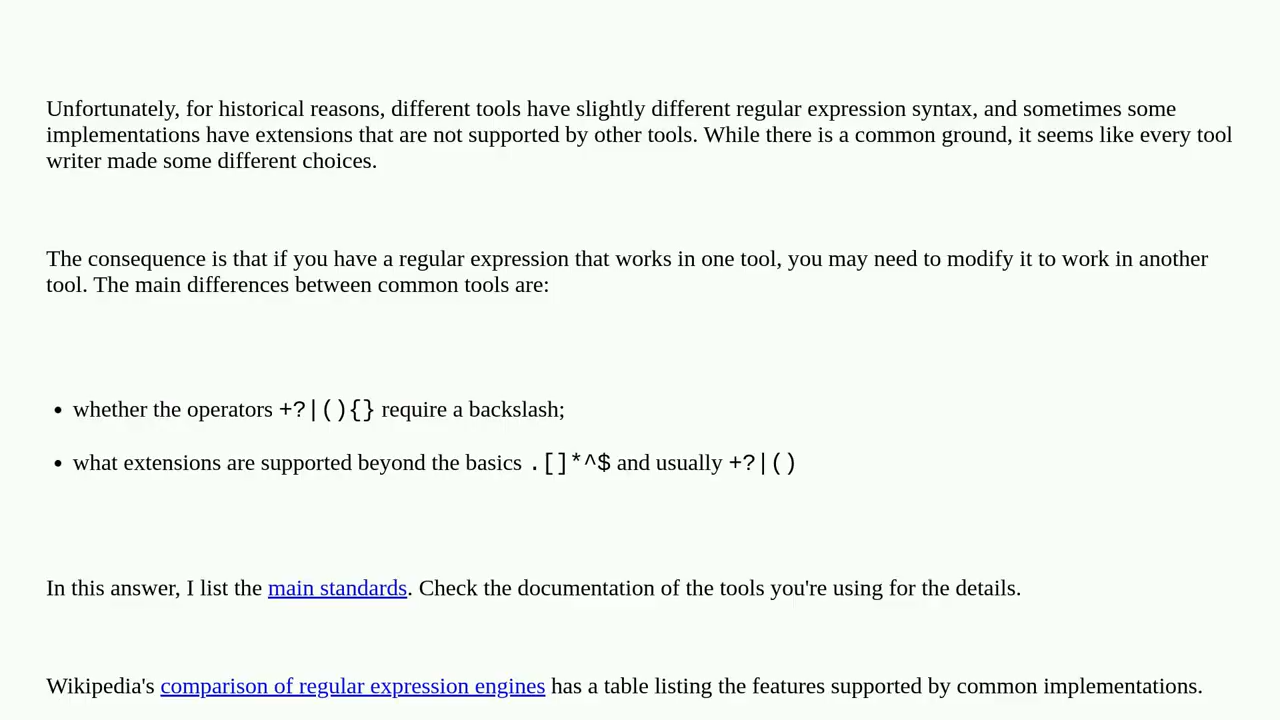 Unfortunately, for historical reasons, different tools have slightly different regular expression syntax, and sometimes some
implementations have extensions that are not supported by other tools. While there is a common ground, it seems like every tool
writer made some different choices.
The consequence is that if you have a regular expression that works in one tool, you may need to modify it to work in another
tool. The main differences between common tools are:
• whether the operators +?|(){} require a backslash;
• what extensions are supported beyond the basics .[]*^$ and usually +?|()
In this answer, I list the main standards. Check the documentation of the tools you're using for the details.
Wikipedia's comparison of regular expression engines has a table listing the features supported by common implementations.